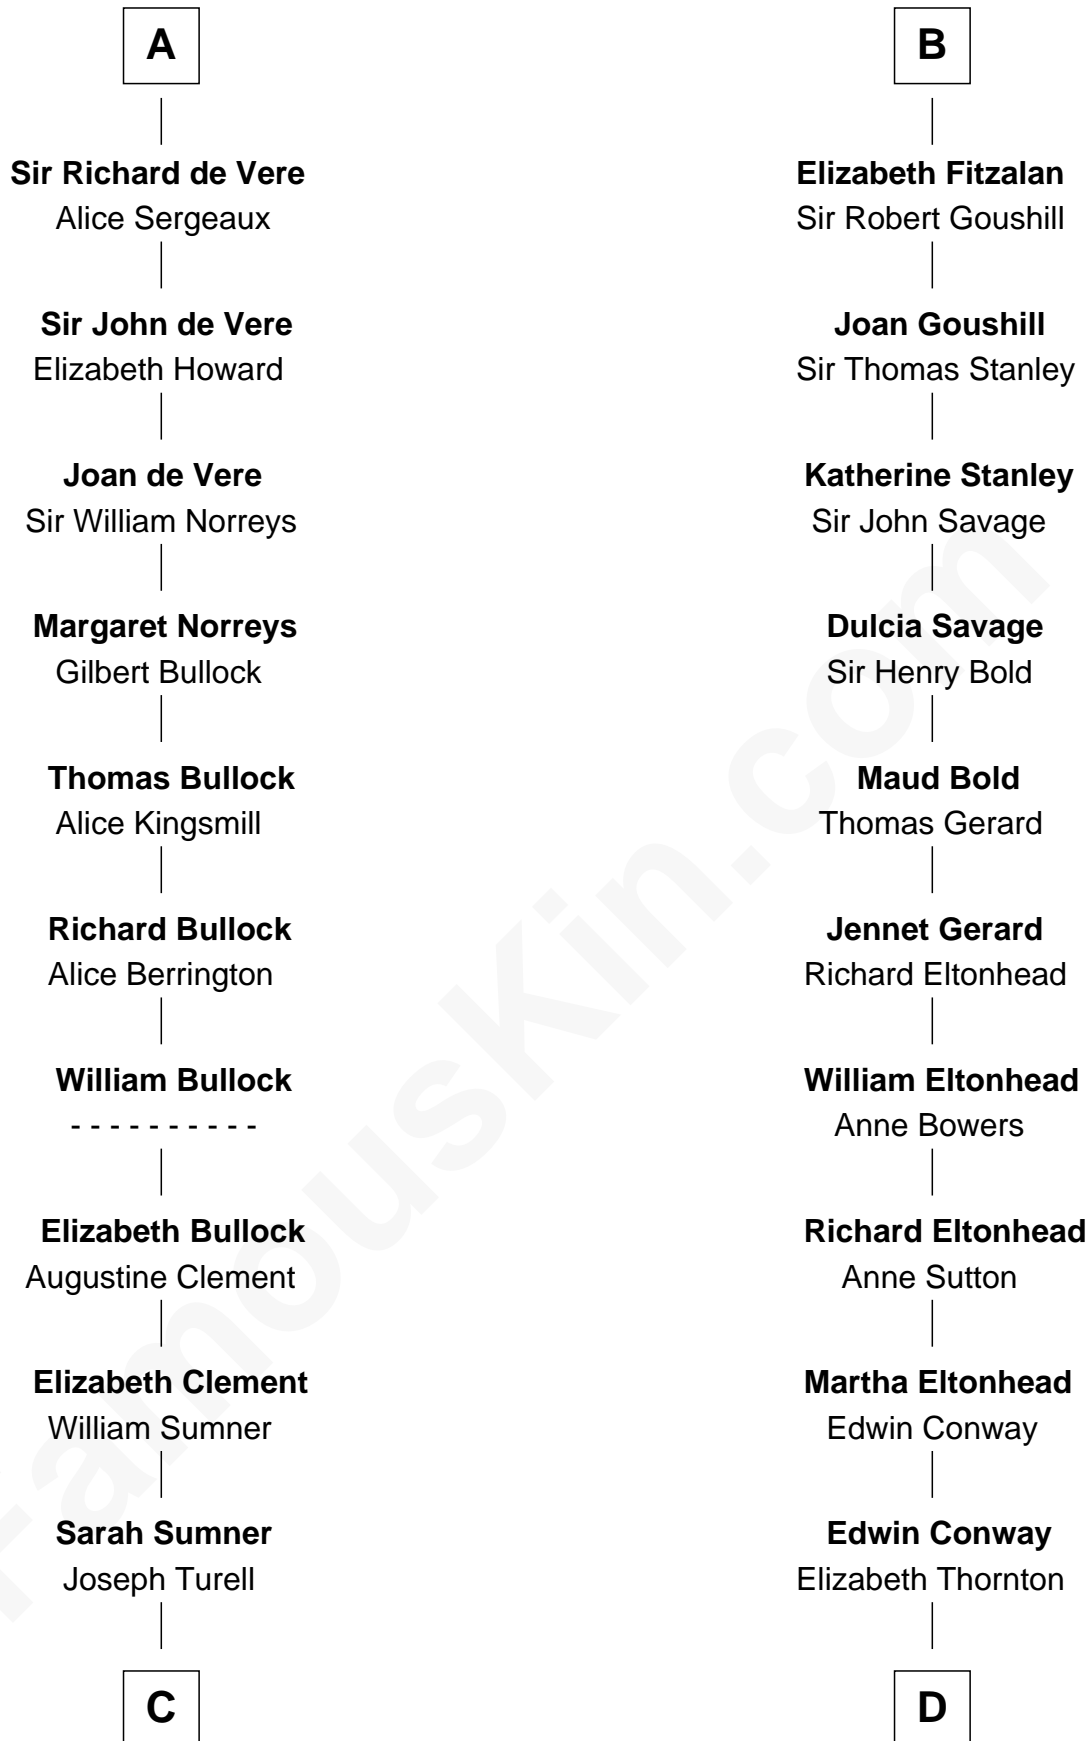 A
Sir Richard de Vere
Alice Sergeaux
Sir John de Vere
Elizabeth Howard
Joan de Vere
Sir William Norreys
Margaret Norreys
Gilbert Bullock
Thomas Bullock
Alice Kingsmill
Richard Bullock
Alice Berrington
William Bullock
- - - - - - - - - -
Elizabeth Bullock
Augustine Clement
Elizabeth Clement
William Sumner
Sarah Sumner
Joseph Turell
C
B
Elizabeth Fitzalan
Sir Robert Goushill
Joan Goushill
Sir Thomas Stanley
Katherine Stanley
Sir John Savage
Dulcia Savage
Sir Henry Bold
Maud Bold
Thomas Gerard
Jennet Gerard
Richard Eltonhead
William Eltonhead
Anne Bowers
Richard Eltonhead
Anne Sutton
Martha Eltonhead
Edwin Conway
Edwin Conway
Elizabeth Thornton
D
FamousKin.com